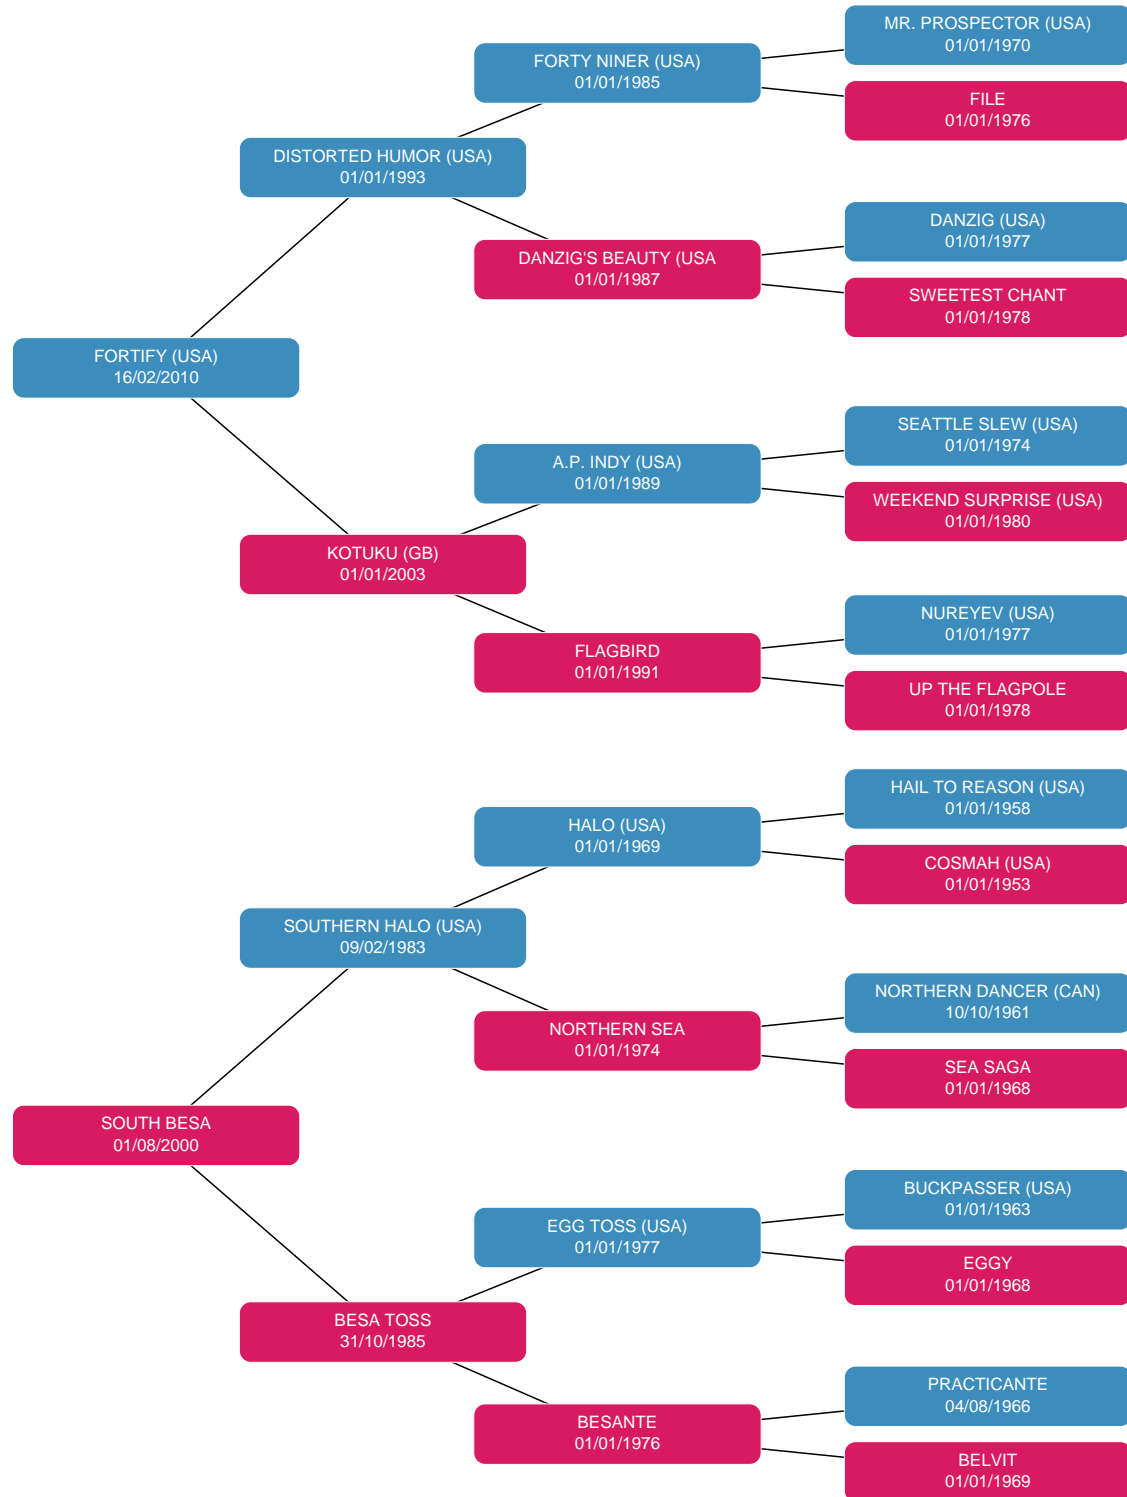 MR. PROSPECTOR (USA)
01/01/1970
FORTY NINER (USA)
01/01/1985
FILE
01/01/1976
DISTORTED HUMOR (USA)
01/01/1993
DANZIG (USA)
01/01/1977
DANZIG'S BEAUTY (USA
01/01/1987
SWEETEST CHANT
01/01/1978
FORTIFY (USA)
16/02/2010
SEATTLE SLEW (USA)
01/01/1974
A.P. INDY (USA)
01/01/1989
WEEKEND SURPRISE (USA)
01/01/1980
KOTUKU (GB)
01/01/2003
NUREYEV (USA)
01/01/1977
FLAGBIRD
01/01/1991
UP THE FLAGPOLE
01/01/1978
HAIL TO REASON (USA)
01/01/1958
HALO (USA)
01/01/1969
COSMAH (USA)
01/01/1953
SOUTHERN HALO (USA)
09/02/1983
NORTHERN DANCER (CAN)
10/10/1961
NORTHERN SEA
01/01/1974
SEA SAGA
01/01/1968
SOUTH BESA
01/08/2000
BUCKPASSER (USA)
01/01/1963
EGG TOSS (USA)
01/01/1977
EGGY
01/01/1968
BESA TOSS
31/10/1985
PRACTICANTE
04/08/1966
BESANTE
01/01/1976
BELVIT
01/01/1969